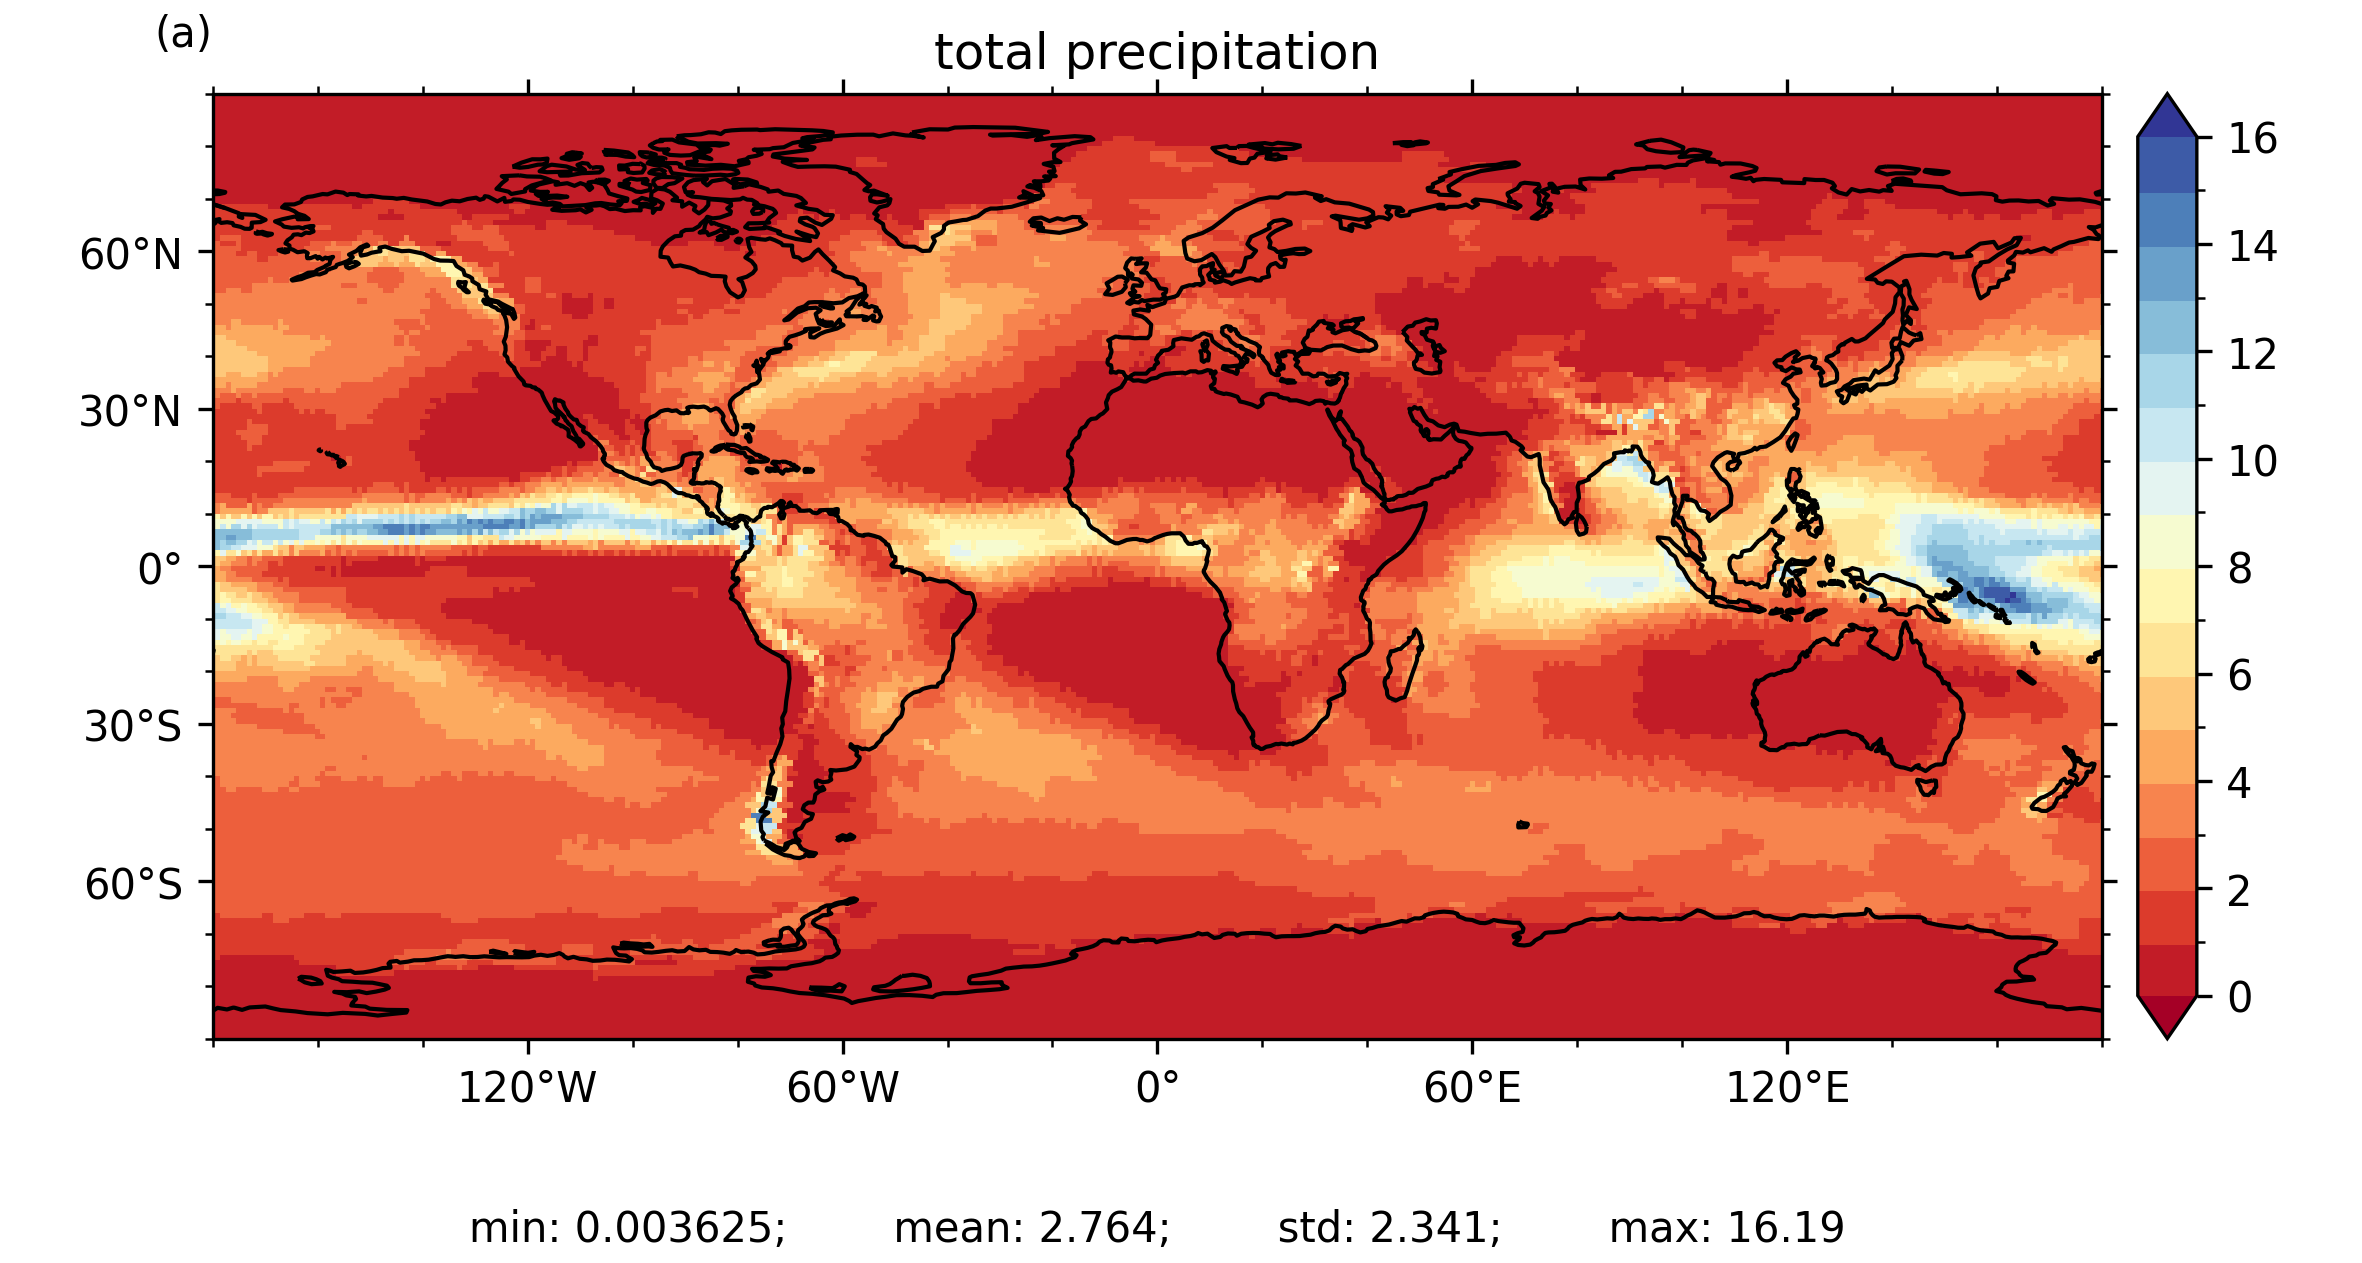 (a)
total precipitation
60°N
30°N
0°
30°S
60°S
120°W 60°W 0° 60°E 120°E
16
14
12
10
8
6
4
2
0
min: 0.003625; mean: 2.764; std: 2.341; max: 16.19